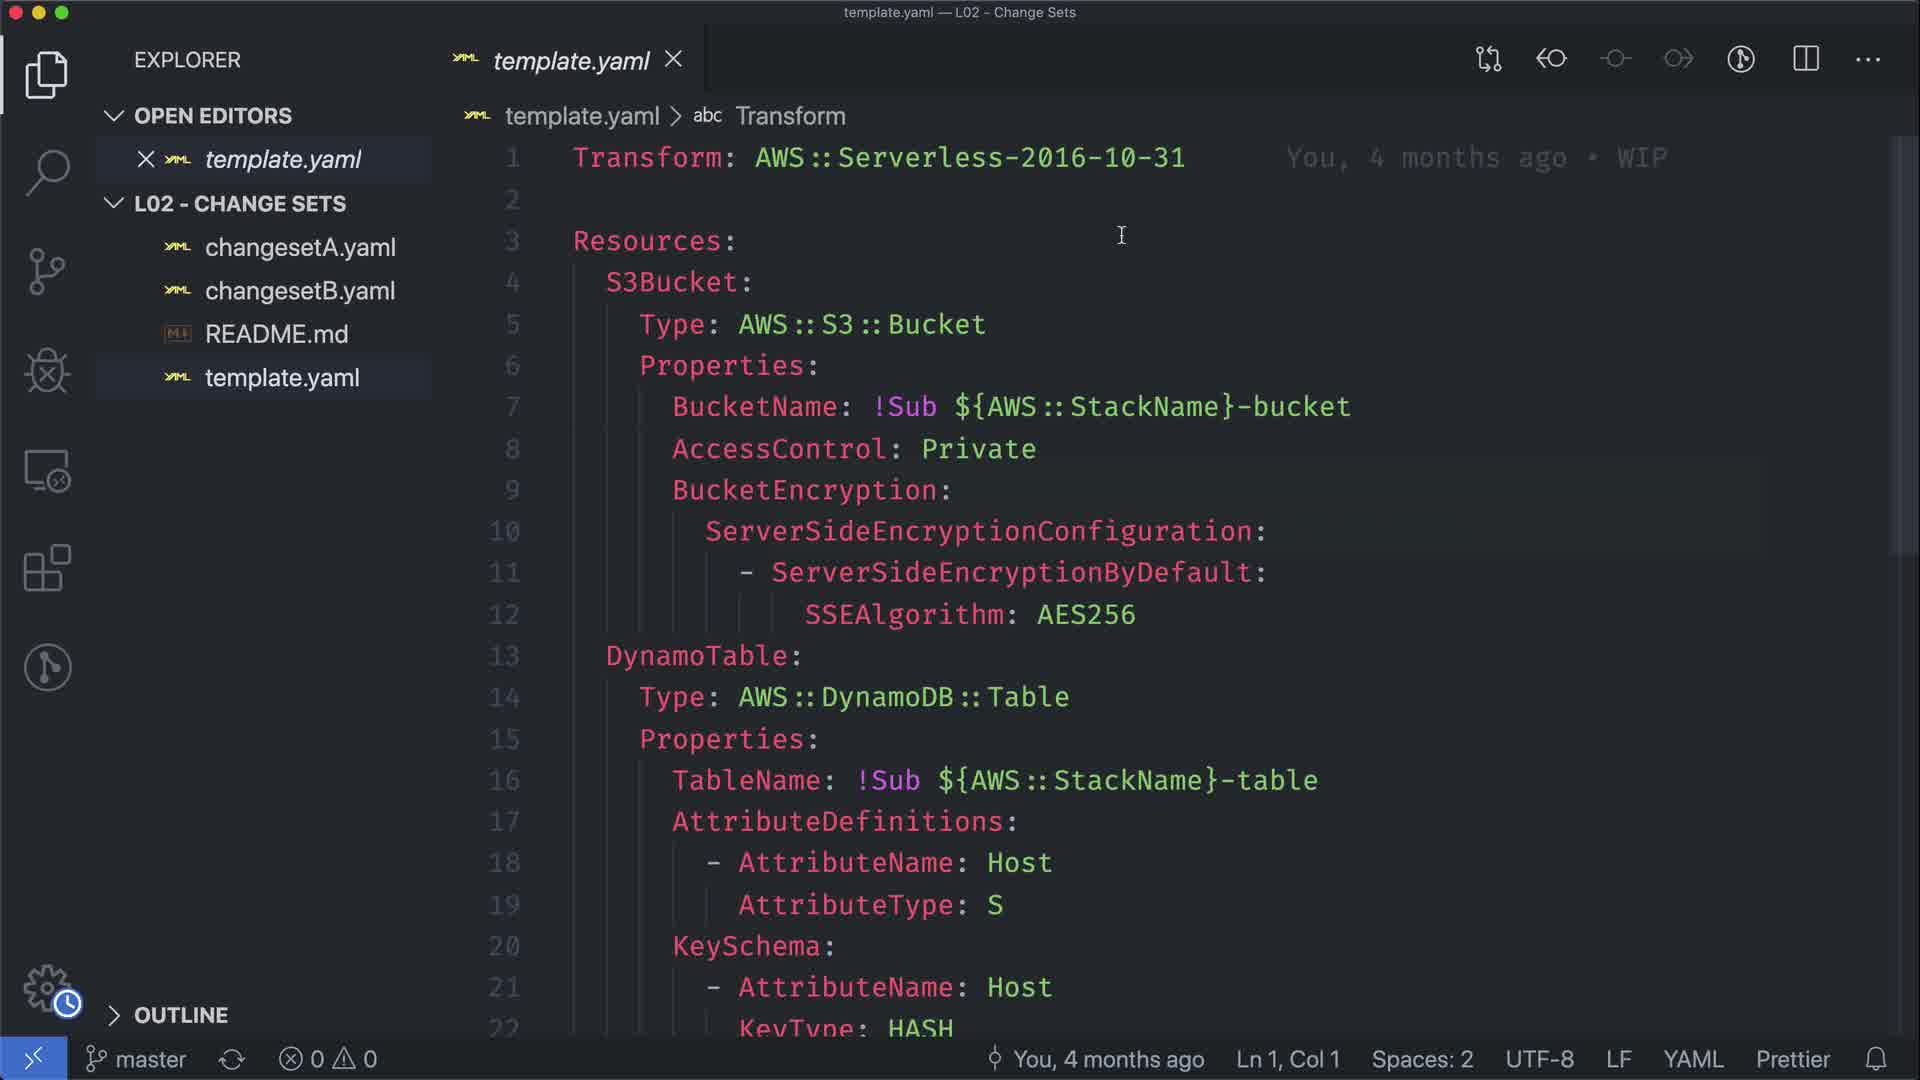 template.yaml — L02 - Change Sets
EXPLORER
OPEN EDITORS
template.yaml
L02 - CHANGE SETS
changesetA.yaml
changesetB.yaml
README.md
template.yaml
OUTLINE
template.yaml
template.yaml > abc Transform
1 Transform: AWS::Serverless-2016-10-31 You, 4 months ago • WIP
2
3 Resources:
4 S3Bucket:
5 Type: AWS::S3::Bucket
6 Properties:
7 BucketName: !Sub ${AWS::StackName}-bucket
8 AccessControl: Private
9 BucketEncryption:
10 ServerSideEncryptionConfiguration:
11 - ServerSideEncryptionByDefault:
12 SSEAlgorithm: AES256
13 DynamoTable:
14 Type: AWS::DynamoDB::Table
15 Properties:
16 TableName: !Sub ${AWS::StackName}-table
17 AttributeDefinitions:
18 - AttributeName: Host
19 AttributeType: S
20 KeySchema:
21 - AttributeName: Host
22 KeyType: HASH
master 0 0 You, 4 months ago Ln 1, Col 1 Spaces: 2 UTF-8 LF YAML Prettier